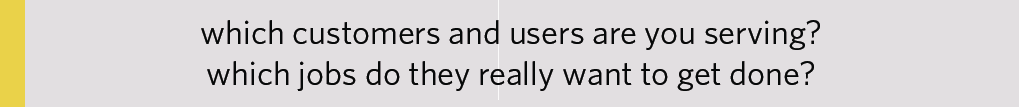 which customers and users are you serving?
which jobs do they really want to get done?